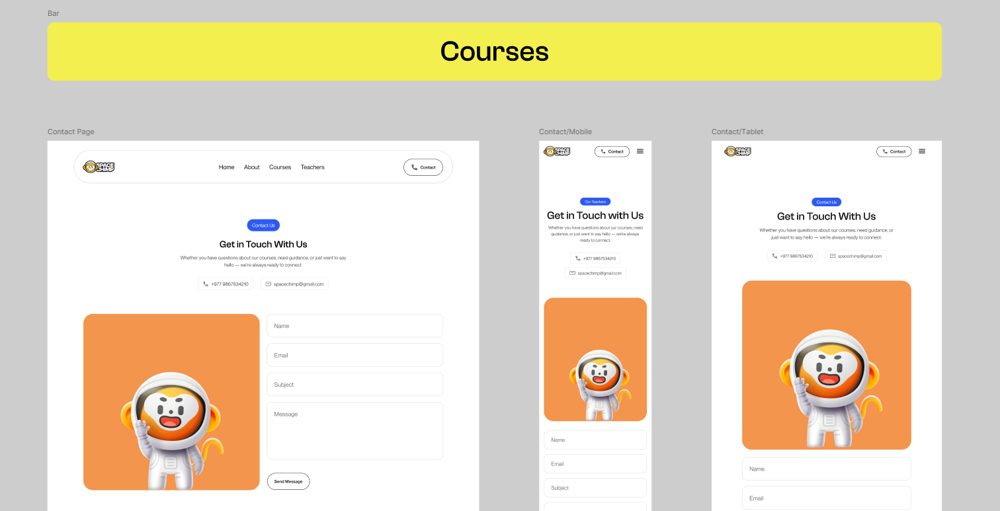 Bar
Courses
Contact Page
SPACE
CHIMP
Home
About
Courses
Teachers
Contact
Contact Us
Get in Touch With Us
Whether you have questions about our courses, need guidance, or just want to say
hello — we're always ready to connect.
+977 9867534210
spacechimp@gmail.com
Name
Email
Subject
Message
Send Message
Contact/Mobile
SPACE
CHIMP
Contact
Our Teachers
Get in Touch with Us
Whether you have questions about our courses, need
guidance, or just want to say hello — we're always
ready to connect.
+977 9867534210
spacechimp@gmail.com
Name
Email
Subject
Contact/Tablet
SPACE
CHIMP
Contact
Contact Us
Get in Touch With Us
Whether you have questions about our courses, need guidance, or
just want to say hello — we're always ready to connect.
+977 9867534210
spacechimp@gmail.com
Name
Email